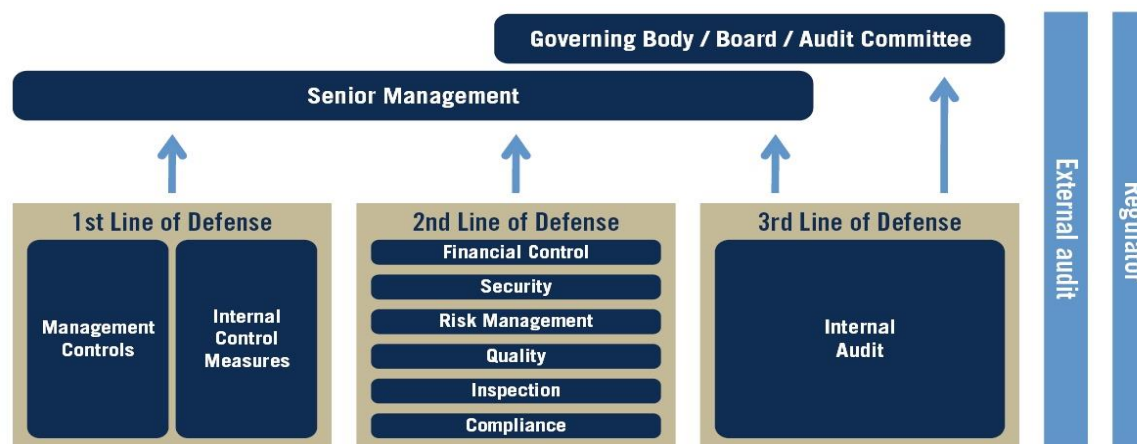 Governing Body / Board / Audit Committee
Senior Management
1st Line of Defense
Management
Controls
Internal
Control
Measures
2nd Line of Defense
Financial Control
Security
Risk Management
Quality
Inspection
Compliance
3rd Line of Defense
Internal
Audit
External audit
Regulator